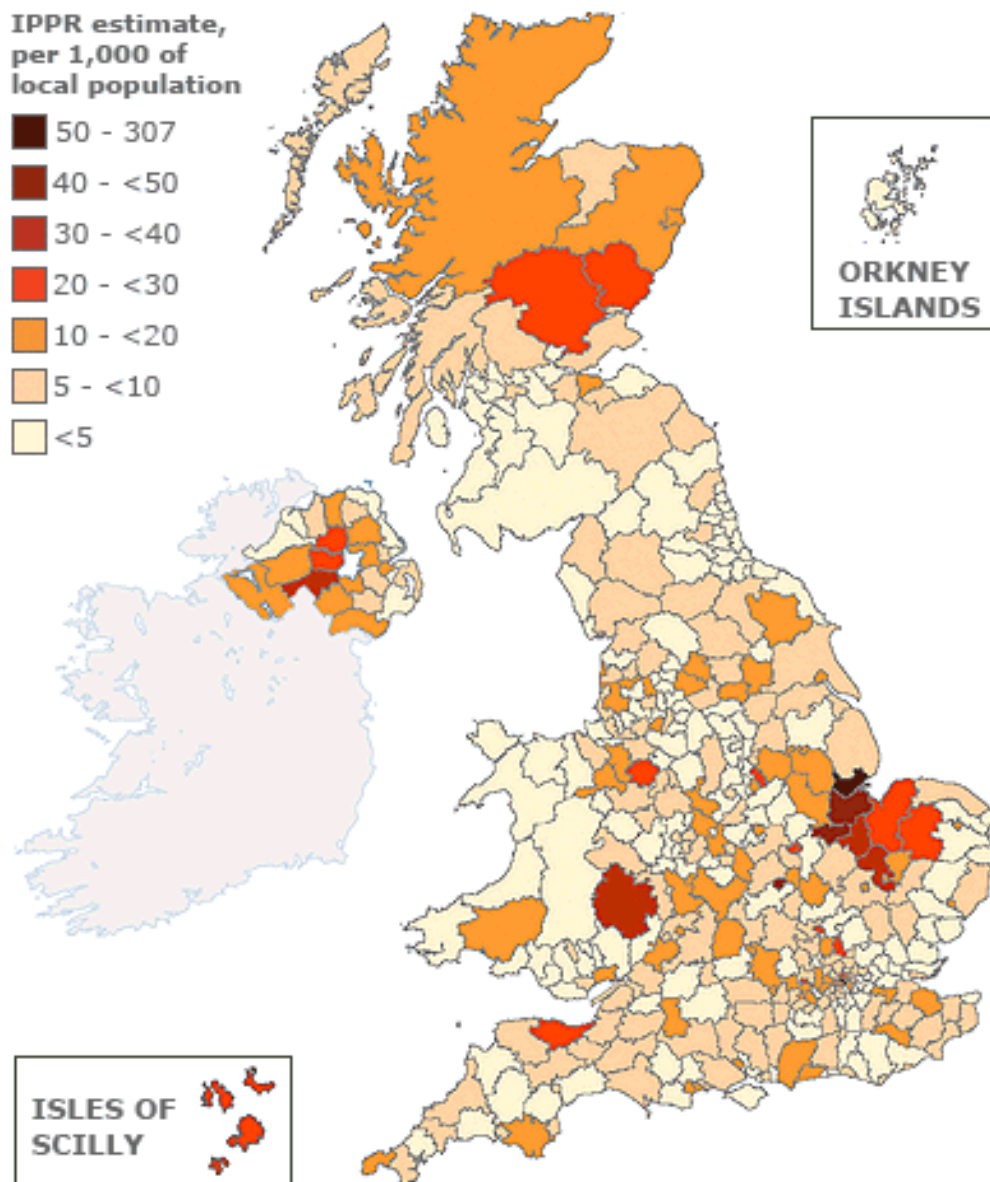 IPPR estimate,
per 1,000 of
local population
50 - 307
40 - <50
30 - <40
20 - <30
10 - <20
5 - <10
<5
ORKNEY
ISLANDS
ISLES OF
SCILLY